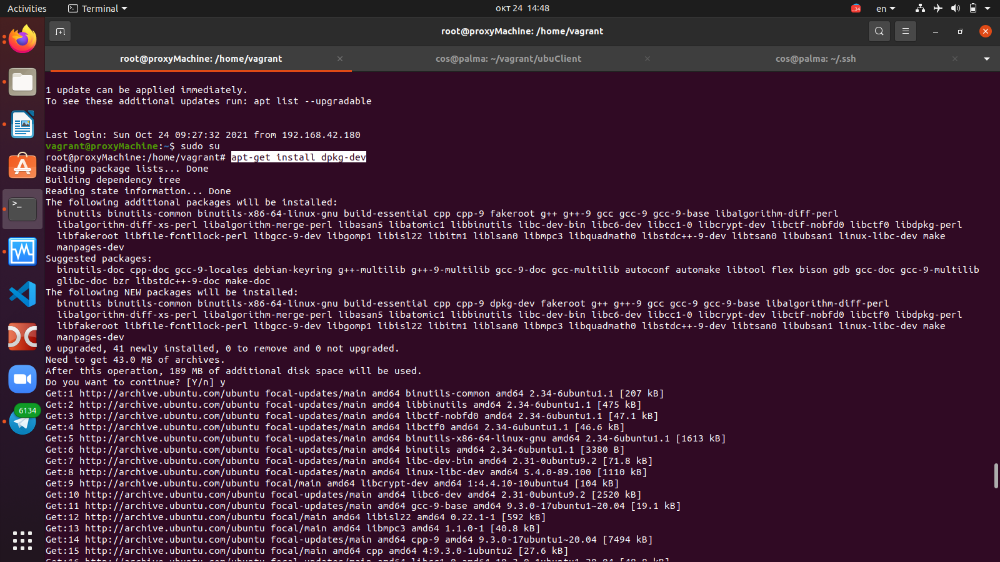 Activities
Terminal
окт 24 14:48
34
en
root@proxyMachine: /home/vagrant
root@proxyMachine: /home/vagrant
cos@palma: ~/vagrant/ubuClient
cos@palma: ~/.ssh
1 update can be applied immediately.
To see these additional updates run: apt list --upgradable
Last login: Sun Oct 24 09:27:32 2021 from 192.168.42.180
vagrant@proxyMachine:~$ sudo su
root@proxyMachine:/home/vagrant# apt-get install dpkg-dev
Reading package lists... Done
Building dependency tree
Reading state information... Done
The following additional packages will be installed:
binutils binutils-common binutils-x86-64-linux-gnu build-essential cpp cpp-9 fakeroot g++ g++-9 gcc gcc-9 gcc-9-base libalgorithm-diff-perl
libalgorithm-diff-xs-perl libalgorithm-merge-perl libasan5 libatomic1 libbinutils libc-dev-bin libc6-dev libcc1-0 libcrypt-dev libctf-nobfd0 libctf0 libdpkg-perl
libfakeroot libfile-fcntllock-perl libgcc-9-dev libgomp1 libisl22 libitm1 liblsan0 libmpc3 libquadmath0 libstdc++-9-dev libtsan0 libubsan1 linux-libc-dev make
manpages-dev
Suggested packages:
binutils-doc cpp-doc gcc-9-locales debian-keyring g++-multilib g++-9-multilib gcc-9-doc gcc-multilib autoconf automake libtool flex bison gdb gcc-doc gcc-9-multilib
glibc-doc bzr libstdc++-9-doc make-doc
The following NEW packages will be installed:
binutils binutils-common binutils-x86-64-linux-gnu build-essential cpp cpp-9 dpkg-dev fakeroot g++ g++-9 gcc gcc-9 gcc-9-base libalgorithm-diff-perl
libalgorithm-diff-xs-perl libalgorithm-merge-perl libasan5 libatomic1 libbinutils libc-dev-bin libc6-dev libcc1-0 libcrypt-dev libctf-nobfd0 libctf0 libdpkg-perl
libfakeroot libfile-fcntllock-perl libgcc-9-dev libgomp1 libisl22 libitm1 liblsan0 libmpc3 libquadmath0 libstdc++-9-dev libtsan0 libubsan1 linux-libc-dev make
manpages-dev
0 upgraded, 41 newly installed, 0 to remove and 0 not upgraded.
Need to get 43.0 MB of archives.
After this operation, 189 MB of additional disk space will be used.
Do you want to continue? [Y/n] y
Get:1 http://archive.ubuntu.com/ubuntu focal-updates/main amd64 binutils-common amd64 2.34-6ubuntu1.1 [207 kB]
Get:2 http://archive.ubuntu.com/ubuntu focal-updates/main amd64 libbinutils amd64 2.34-6ubuntu1.1 [475 kB]
Get:3 http://archive.ubuntu.com/ubuntu focal-updates/main amd64 libctf-nobfd0 amd64 2.34-6ubuntu1.1 [47.1 kB]
Get:4 http://archive.ubuntu.com/ubuntu focal-updates/main amd64 libctf0 amd64 2.34-6ubuntu1.1 [46.6 kB]
Get:5 http://archive.ubuntu.com/ubuntu focal-updates/main amd64 binutils-x86-64-linux-gnu amd64 2.34-6ubuntu1.1 [1613 kB]
Get:6 http://archive.ubuntu.com/ubuntu focal-updates/main amd64 binutils amd64 2.34-6ubuntu1.1 [3380 B]
Get:7 http://archive.ubuntu.com/ubuntu focal-updates/main amd64 libc-dev-bin amd64 2.31-0ubuntu9.2 [71.8 kB]
Get:8 http://archive.ubuntu.com/ubuntu focal-updates/main amd64 linux-libc-dev amd64 5.4.0-89.100 [1110 kB]
Get:9 http://archive.ubuntu.com/ubuntu focal/main amd64 libcrypt-dev amd64 1:4.4.10-10ubuntu4 [104 kB]
Get:10 http://archive.ubuntu.com/ubuntu focal-updates/main amd64 libc6-dev amd64 2.31-0ubuntu9.2 [2520 kB]
Get:11 http://archive.ubuntu.com/ubuntu focal-updates/main amd64 gcc-9-base amd64 9.3.0-17ubuntu1~20.04 [19.1 kB]
Get:12 http://archive.ubuntu.com/ubuntu focal/main amd64 libisl22 amd64 0.22.1-1 [592 kB]
Get:13 http://archive.ubuntu.com/ubuntu focal/main amd64 libmpc3 amd64 1.1.0-1 [40.8 kB]
Get:14 http://archive.ubuntu.com/ubuntu focal-updates/main amd64 cpp-9 amd64 9.3.0-17ubuntu1~20.04 [7494 kB]
Get:15 http://archive.ubuntu.com/ubuntu focal/main amd64 cpp amd64 4:9.3.0-1ubuntu2 [27.6 kB]
Get:16 http://archive.ubuntu.com/ubuntu focal-updates/main amd64 libcc1-0 amd64 10.3.0-1ubuntu1~20.04 [48.8 kB]
6134